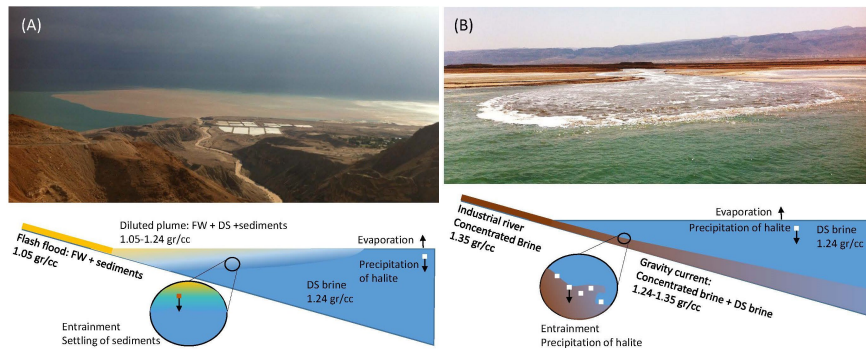 (A)
Diluted plume: FW + DS +sediments
1.05-1.24 gr/cc
Flash flood: FW + sediments
1.05 gr/cc
Evaporation
Precipitation
of halite
DS brine
1.24 gr/cc
Entrainment
Settling of sediments
(B)
Industrial river
Concentrated Brine
1.35 gr/cc
Evaporation
Precipitation of halite
DS brine
1.24 gr/cc
Gravity current:
Concentrated brine + DS brine
1.24-1.35 gr/cc
Entrainment
Precipitation of halite